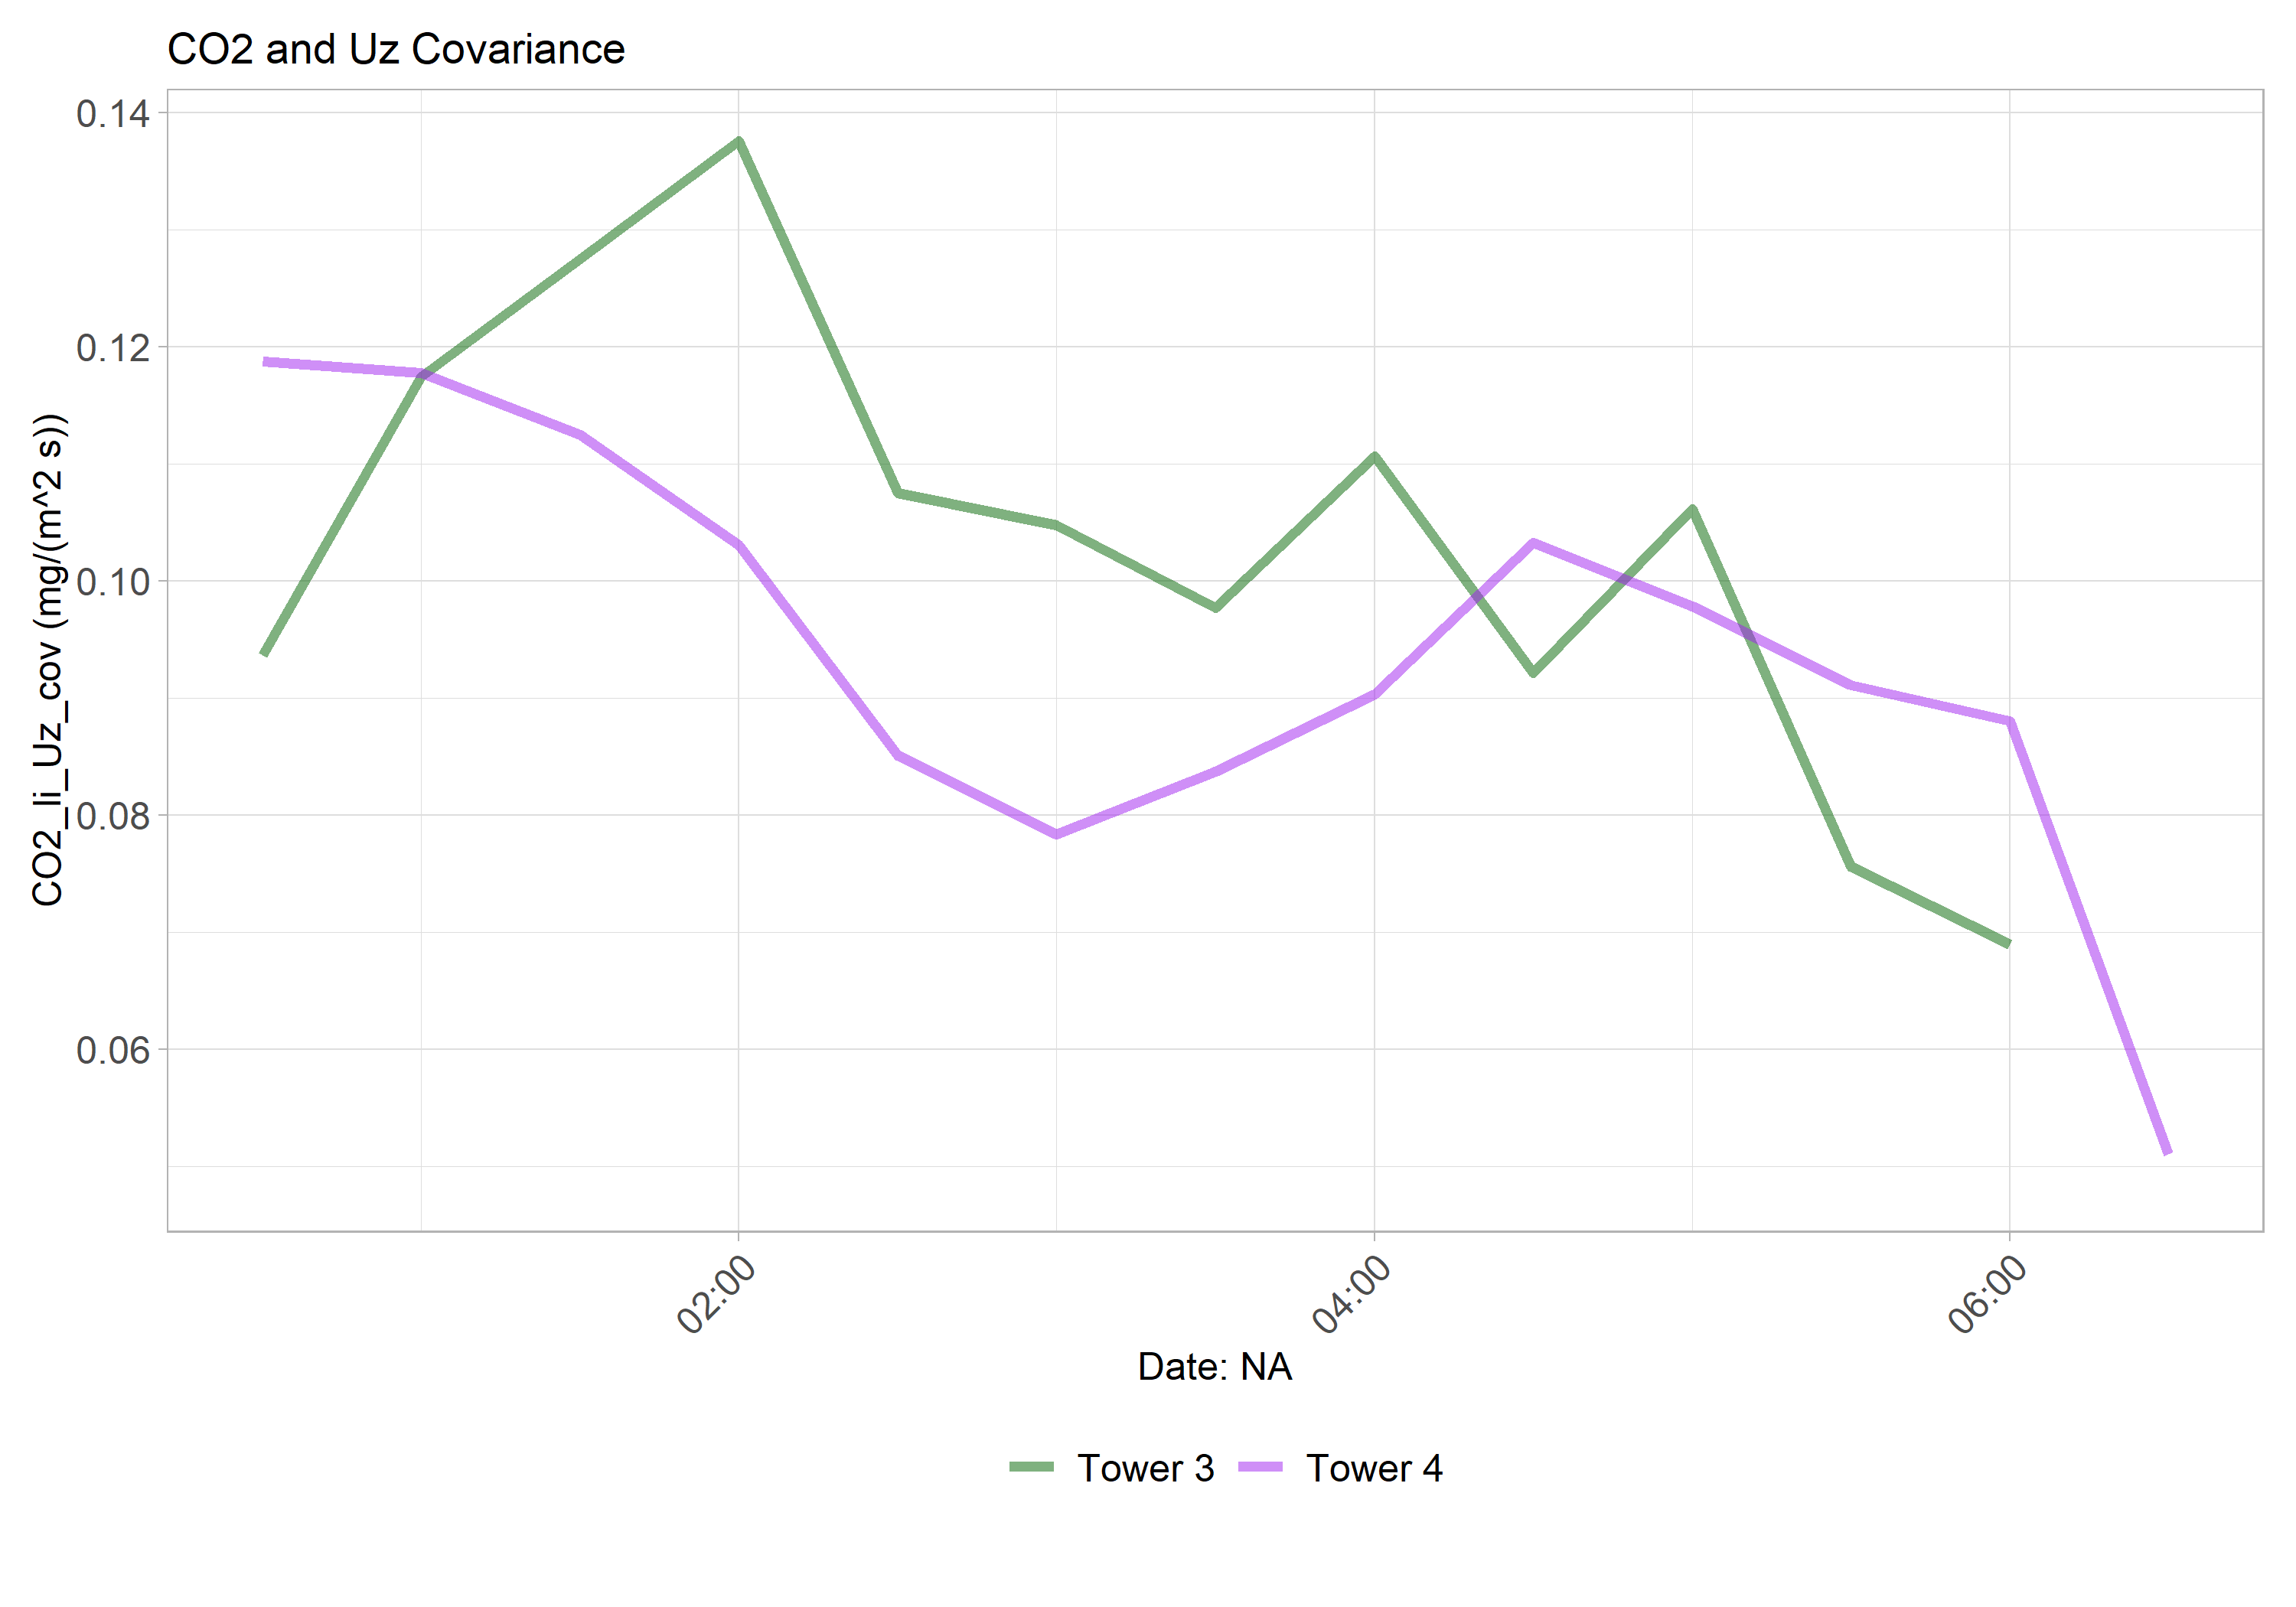 CO2 and Uz Covariance
CO2_li_Uz_cov (mg/(m^2 s))
0.14
0.12
0.10
0.08
0.06
02:00
04:00
06:00
Date: NA
Tower 3
Tower 4